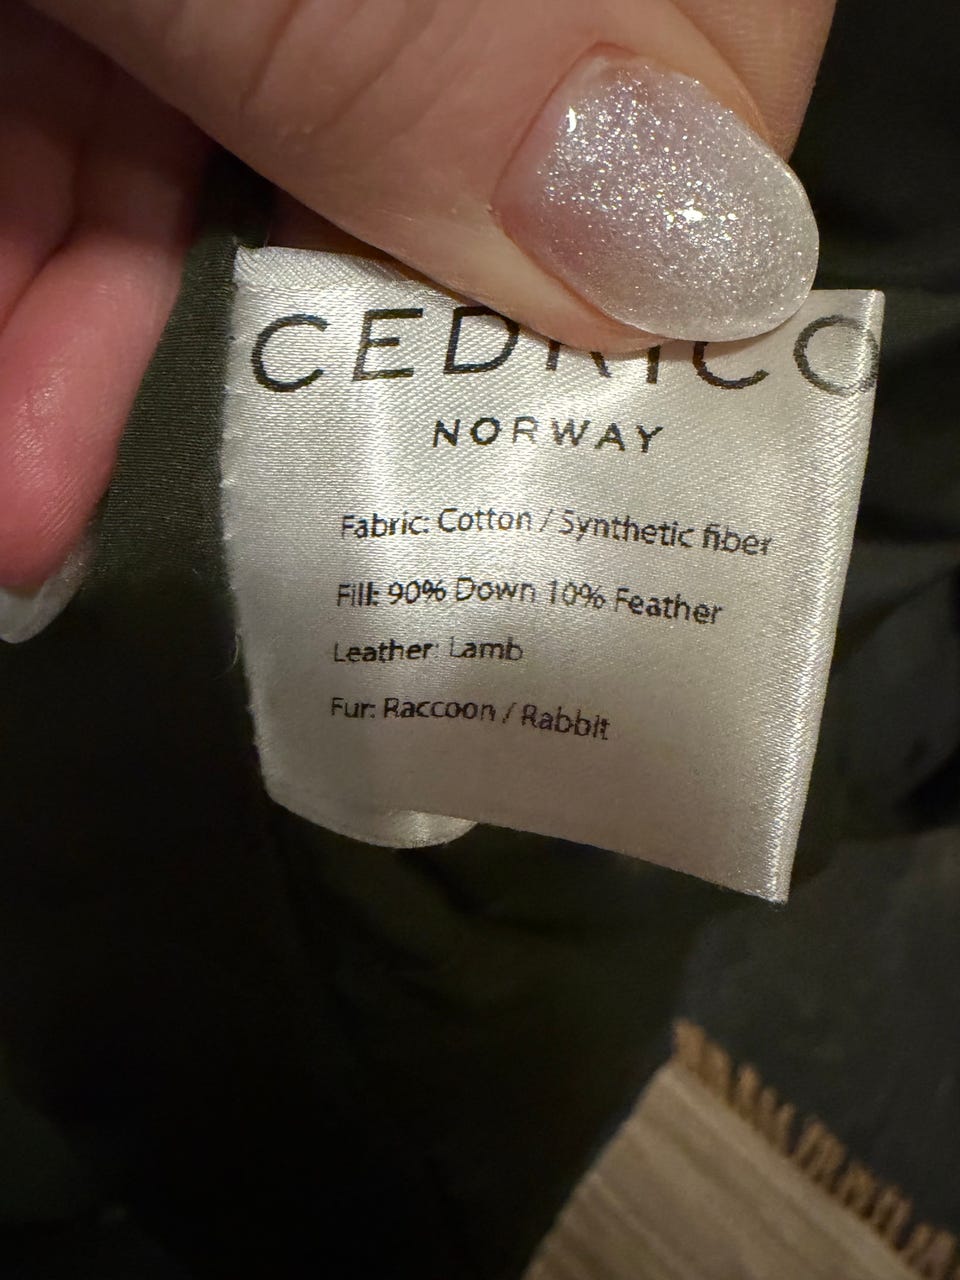 CEDRICO
NORWAY
Fabric: Cotton / Synthetic fiber
Fill: 90% Down 10% Feather
Leather: Lamb
Fur: Raccoon / Rabbit